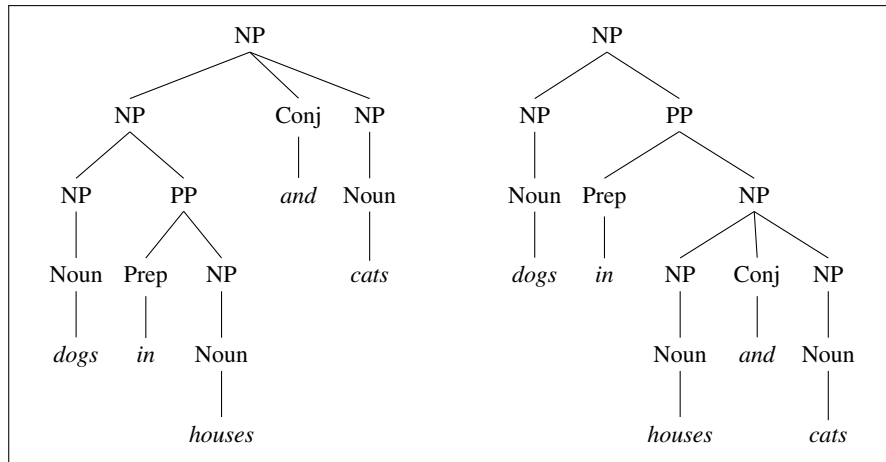 NP NP
NP Conj NP NP PP
NP PP and Noun Noun Prep NP
Noun Prep NP cats dogs in NP Conj NP
dogs in Noun Noun and Noun
houses houses cats